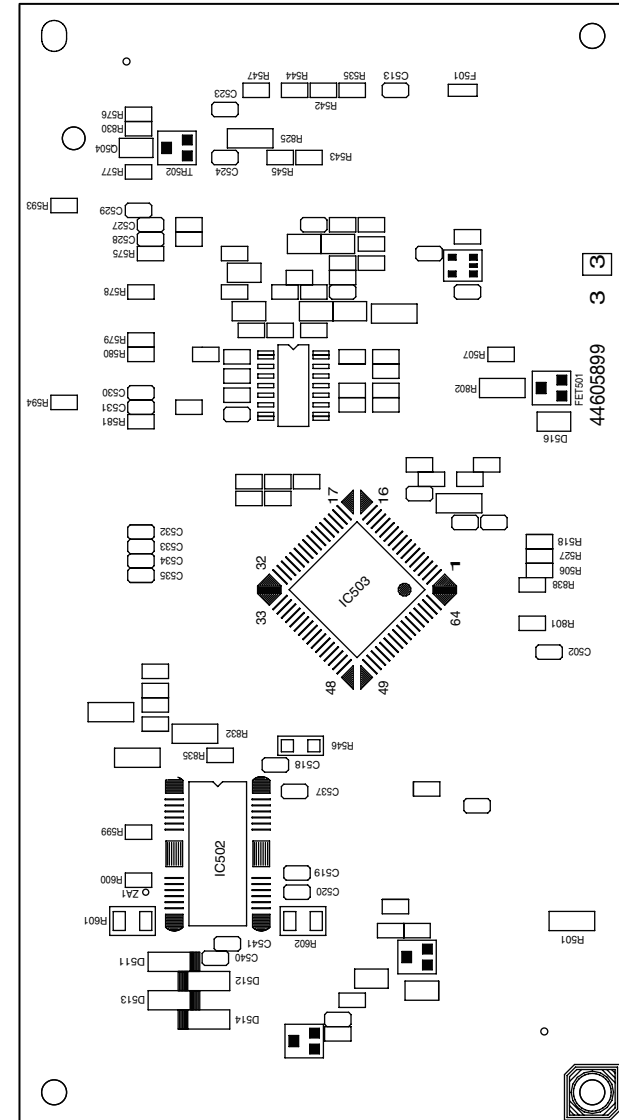 R547
R544
R535
C513
F501
C523
R542
R576
R830
Q504
R577
TR502
R825
C524
R545
R543
R593
C529
C527
C528
R575
R578
3
3
44605899
R579
R580
R507
R802
FET501
D516
R594
C530
C531
R581
17
16
C532
C533
C534
C535
32
1
R518
R527
R506
R838
IC503
33
64
R801
C502
48
49
R832
R546
R835
C518
C537
R599
IC502
R600
ZA1
C519
C520
R601
R602
R501
C541
C540
D511
D512
D513
D514